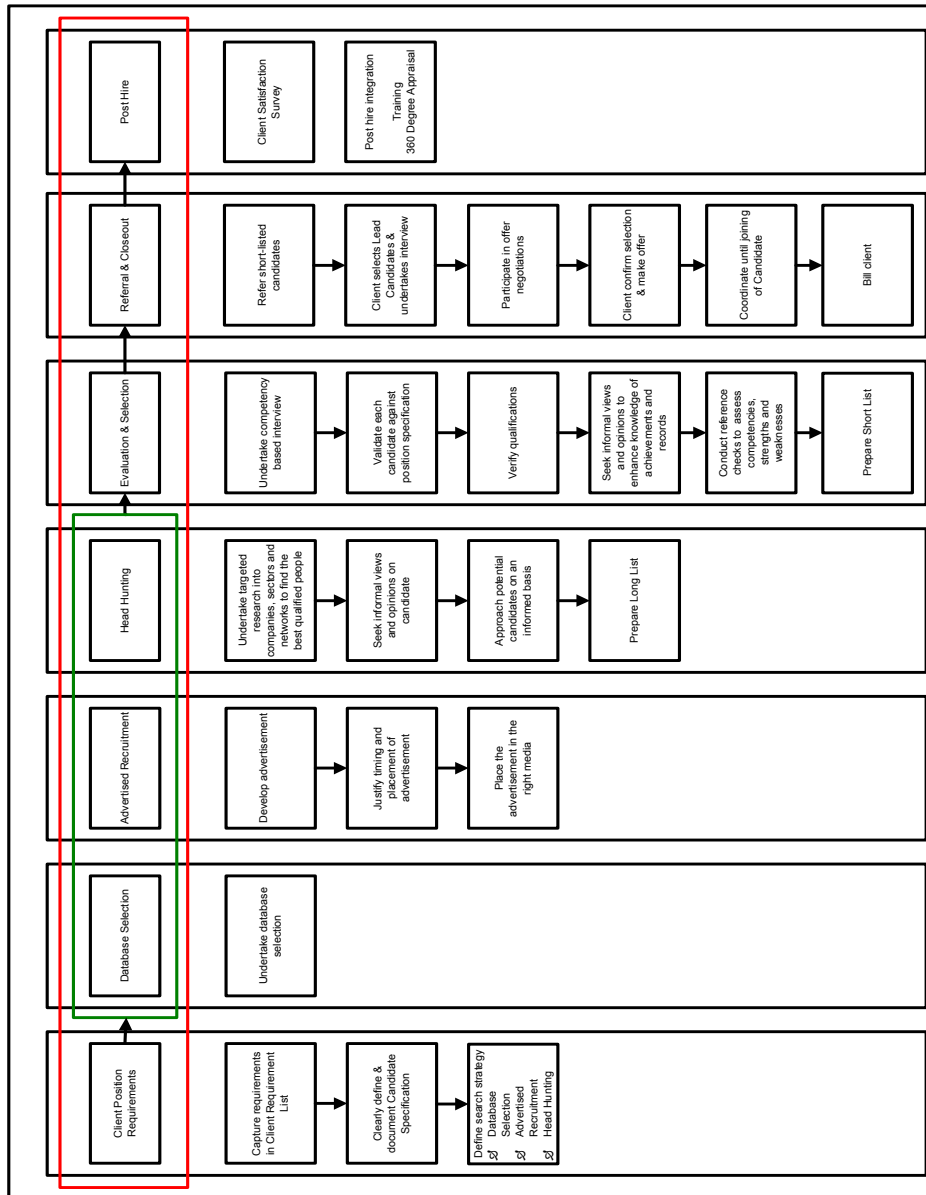 Client Position
Requirements
Capture requirements
in Client Requirement
List
Clearly define &
document Candidate
Specification
Define search strategy
Database
Selection
Advertised
Recruitment
Head Hunting
Database Selection
Undertake database
selection
Advertised Recruitment
Develop advertisement
Justify timing and
placement of
advertisement
Place the
advertisement in the
right media
Head Hunting
Undertake targeted
research into
companies, sectors and
networks to find the
best qualified people
Seek informal views
and opinions on
candidate
Approach potential
candidates on an
informed basis
Prepare Long List
Evaluation & Selection
Undertake competency
based interview
Validate each
candidate against
position specification
Verify qualifications
Seek informal views
and opinions to
enhance knowledge of
achievements and
records
Conduct reference
checks to assess
competencies,
strengths and
weaknesses
Prepare Short List
Referral & Closeout
Refer short-listed
candidates
Client selects Lead
Candidates &
undertakes interview
Participate in offer
negotiations
Client confirm selection
& make offer
Coordinate until joining
of Candidate
Bill client
Post Hire
Client Satisfaction
Survey
Post hire integration
Training
360 Degree Appraisal